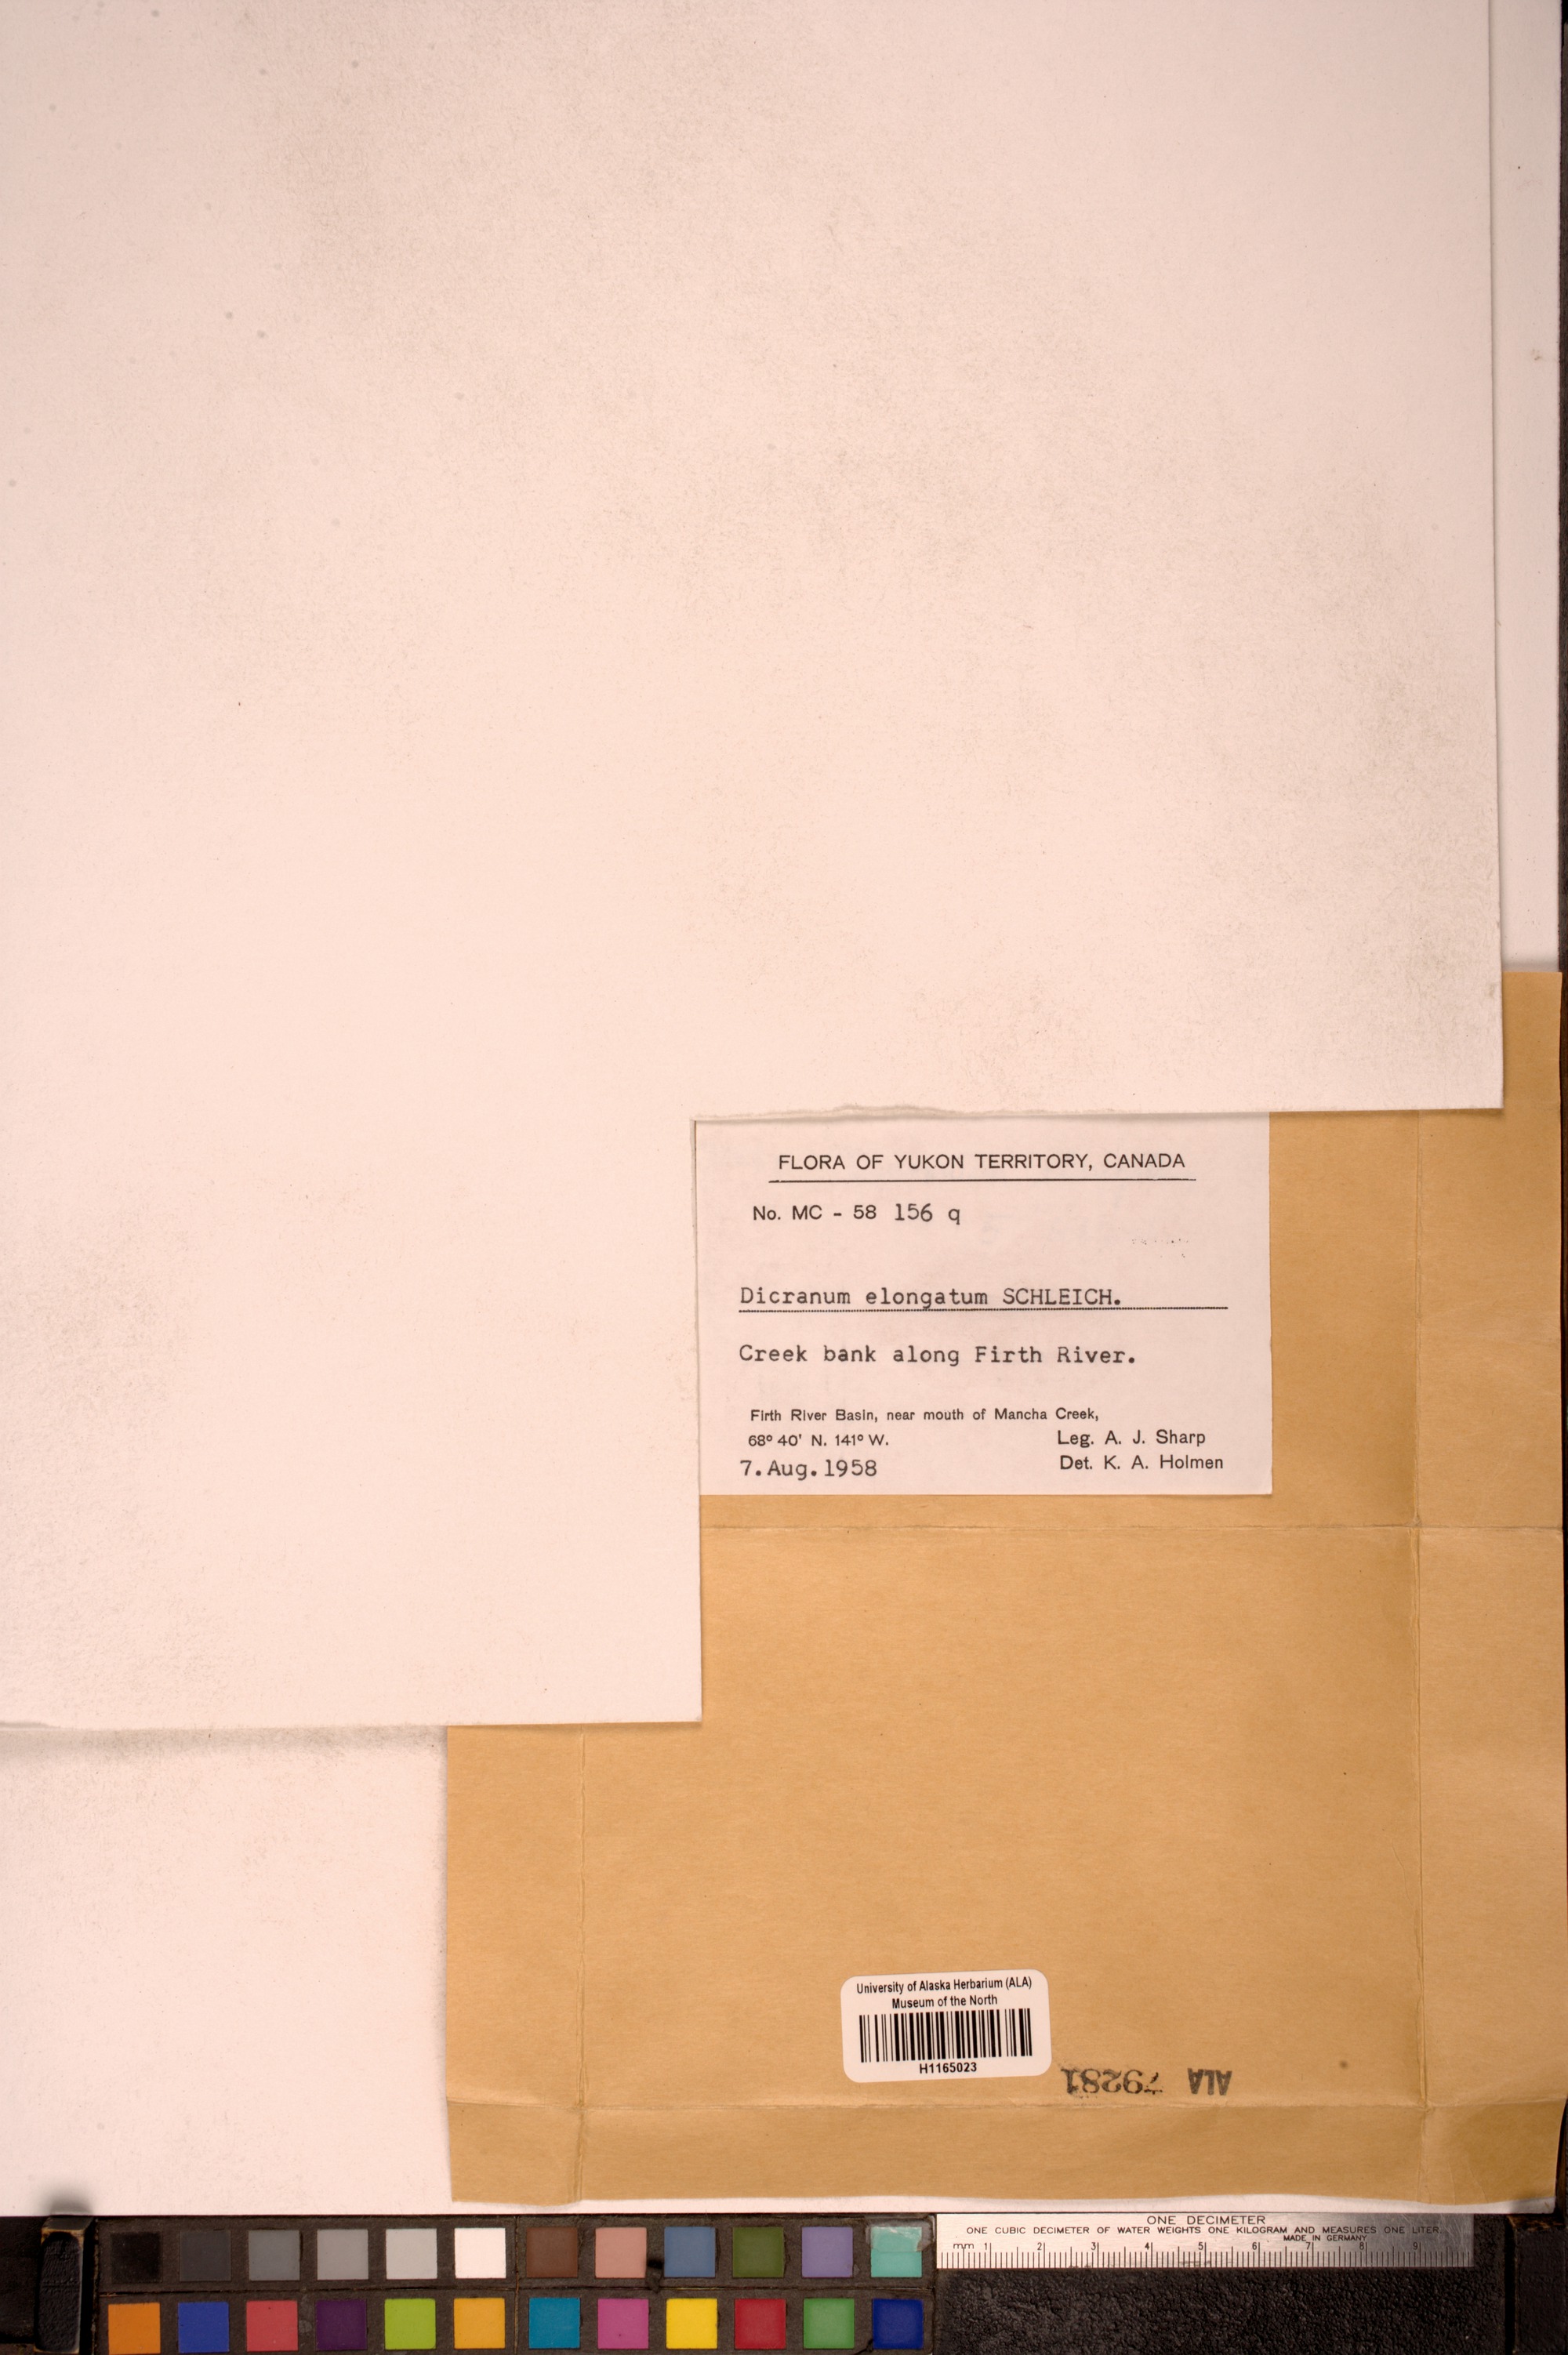 FLORA OF YUKON TERRITORY, CANADA
No. MC - 58 156 q
Dicranum elongatum SCHLEICH.
Creek bank along Firth River.
Firth River Basin, near mouth of Mancha Creek,
68° 40' N. 141° W.
Leg. A. J. Sharp
7. Aug. 1958
Det. K. A. Holmen
University of Alaska Herbarium (ALA)
Museum of the North
H1165023
ALA 79281
ONE DECIMETER
ONE CUBIC DECIMETER OF WATER WEIGHTS ONE KILOGRAM AND MEASURES ONE LITER.
MADE IN GERMANY
mm 1 2 3 4 5 6 7 8 9